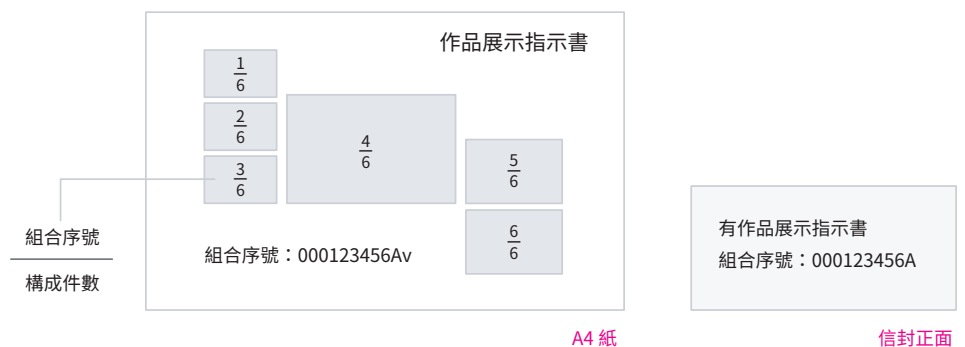 作品展示指示書
1/6
2/6
3/6
4/6
5/6
6/6
組合序號
構成件數
組合序號：000123456Av
A4 紙
有作品展示指示書
組合序號：000123456A
信封正面